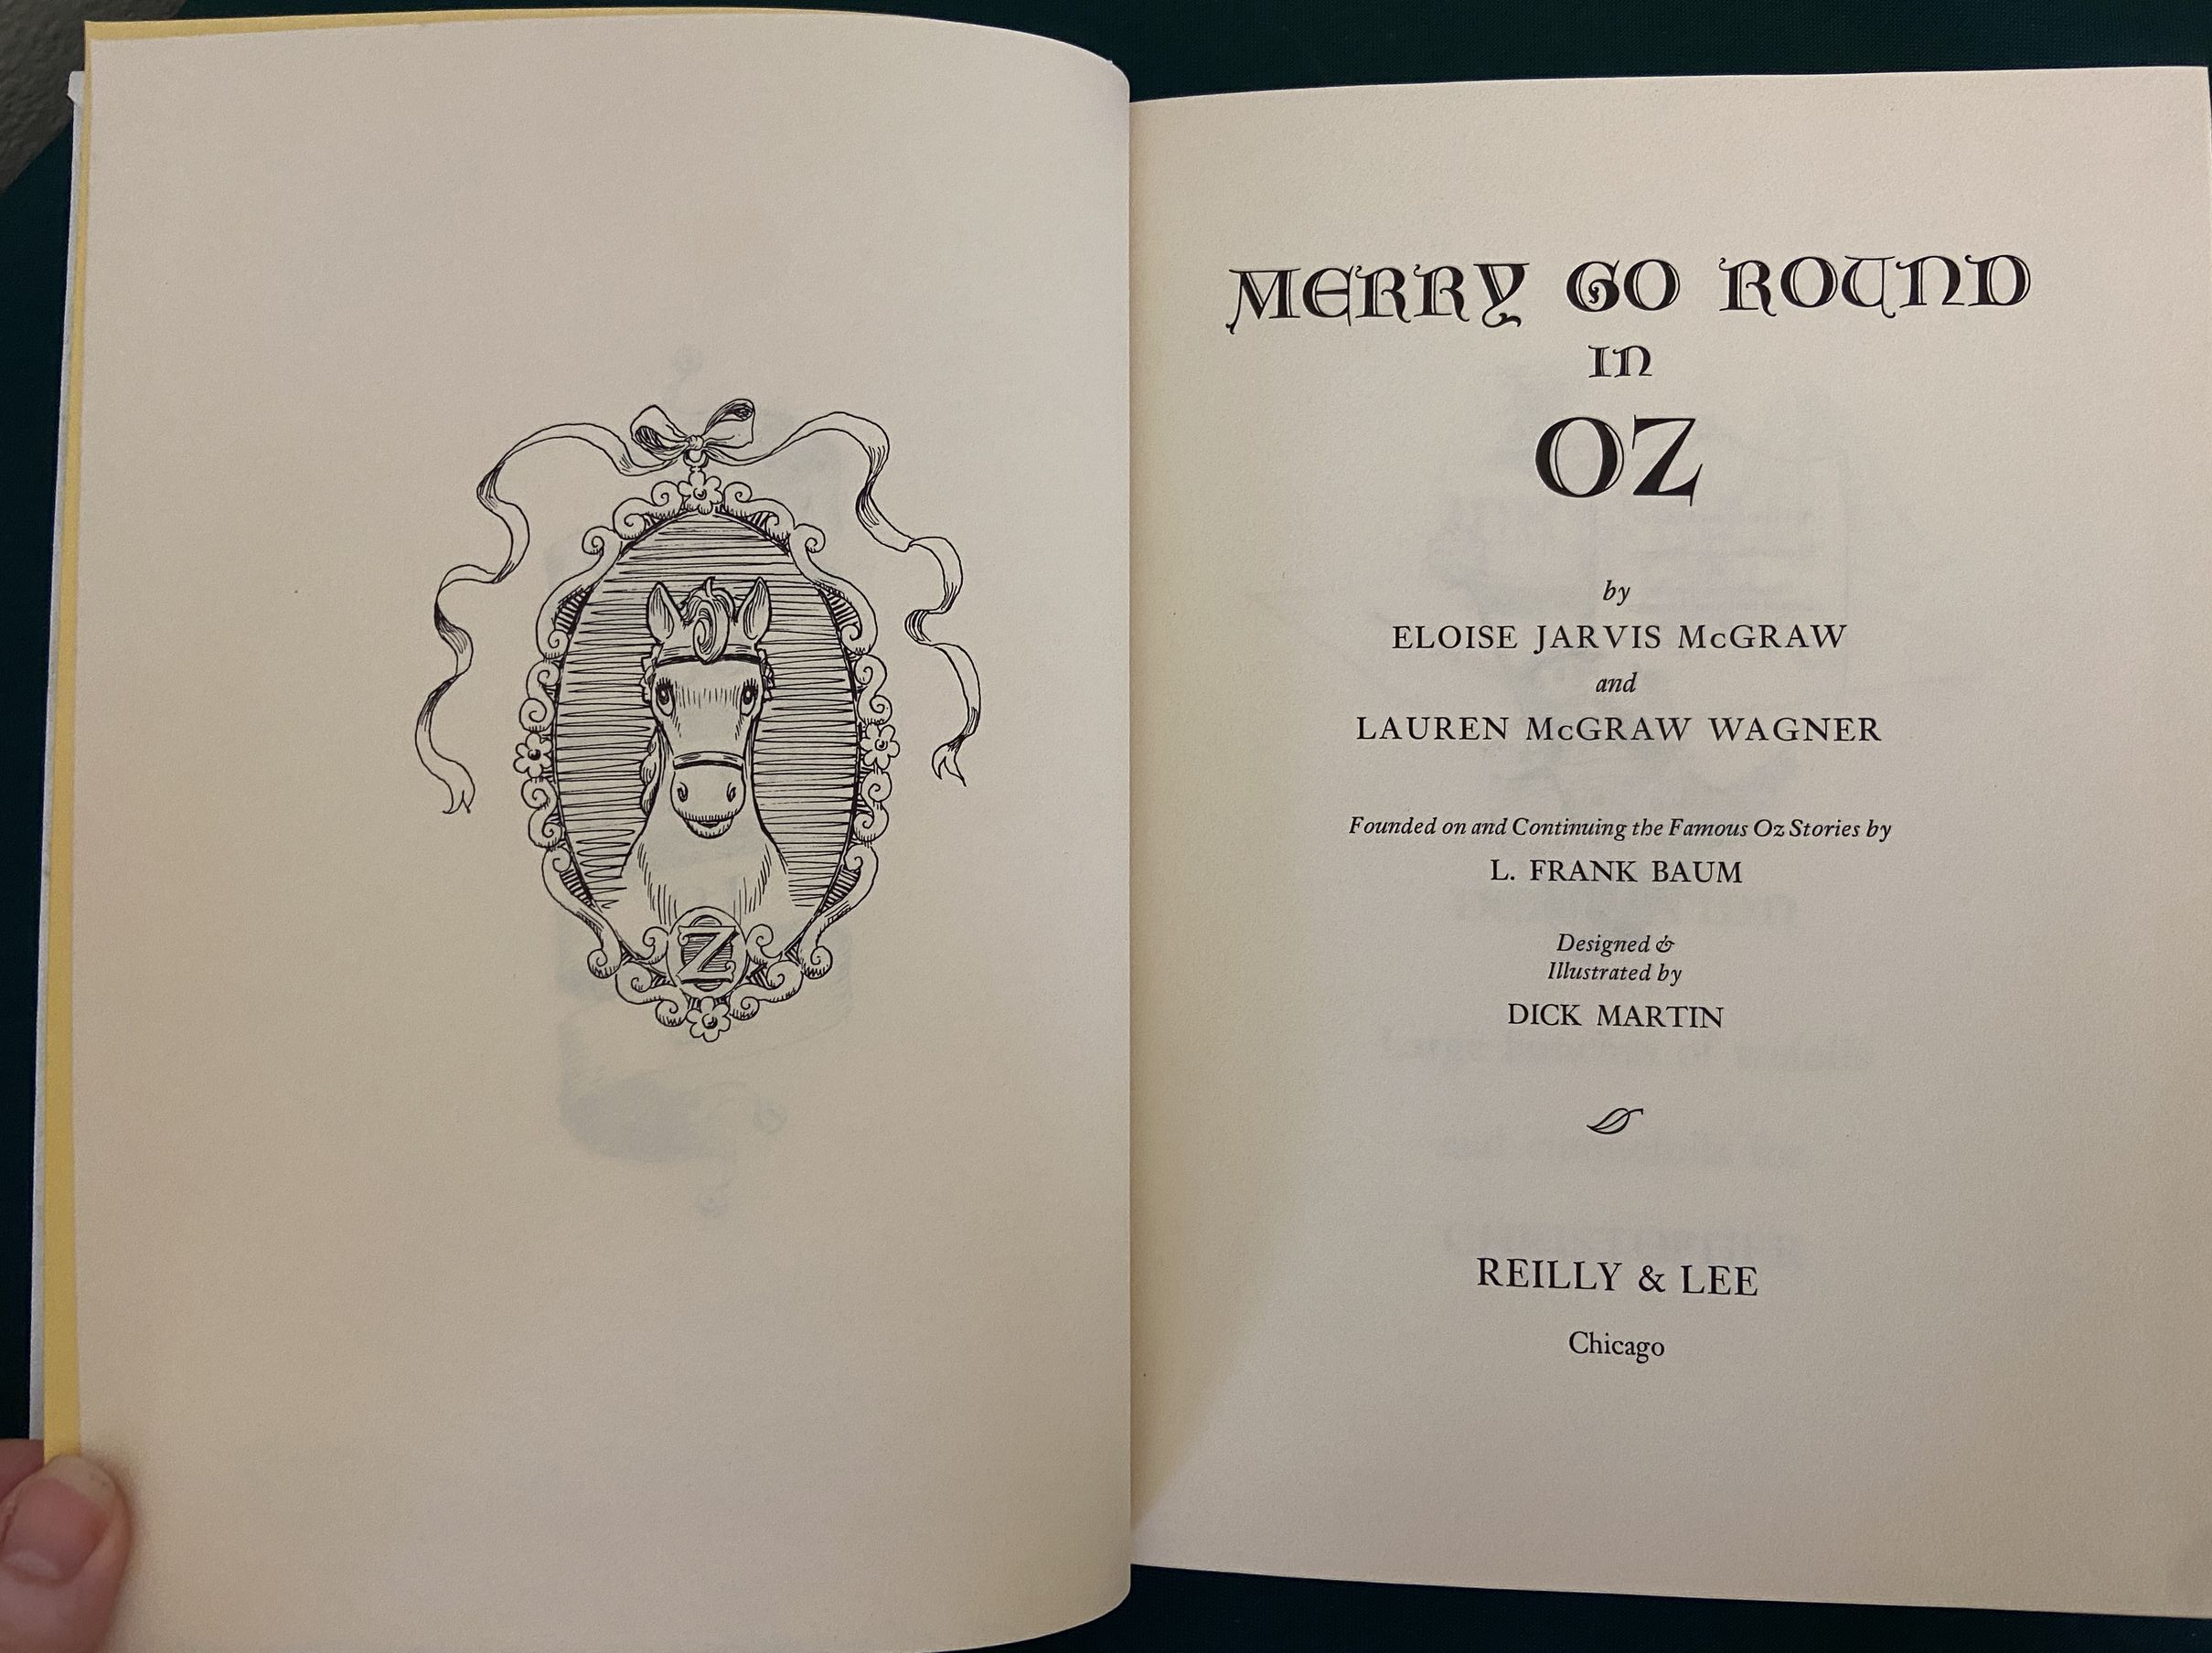 Z
MERRY GO ROUND
IN
OZ
by
ELOISE JARVIS McGRAW
and
LAUREN McGRAW WAGNER
Founded on and Continuing the Famous Oz Stories by
L. FRANK BAUM
Designed &
Illustrated by
DICK MARTIN
REILLY & LEE
Chicago